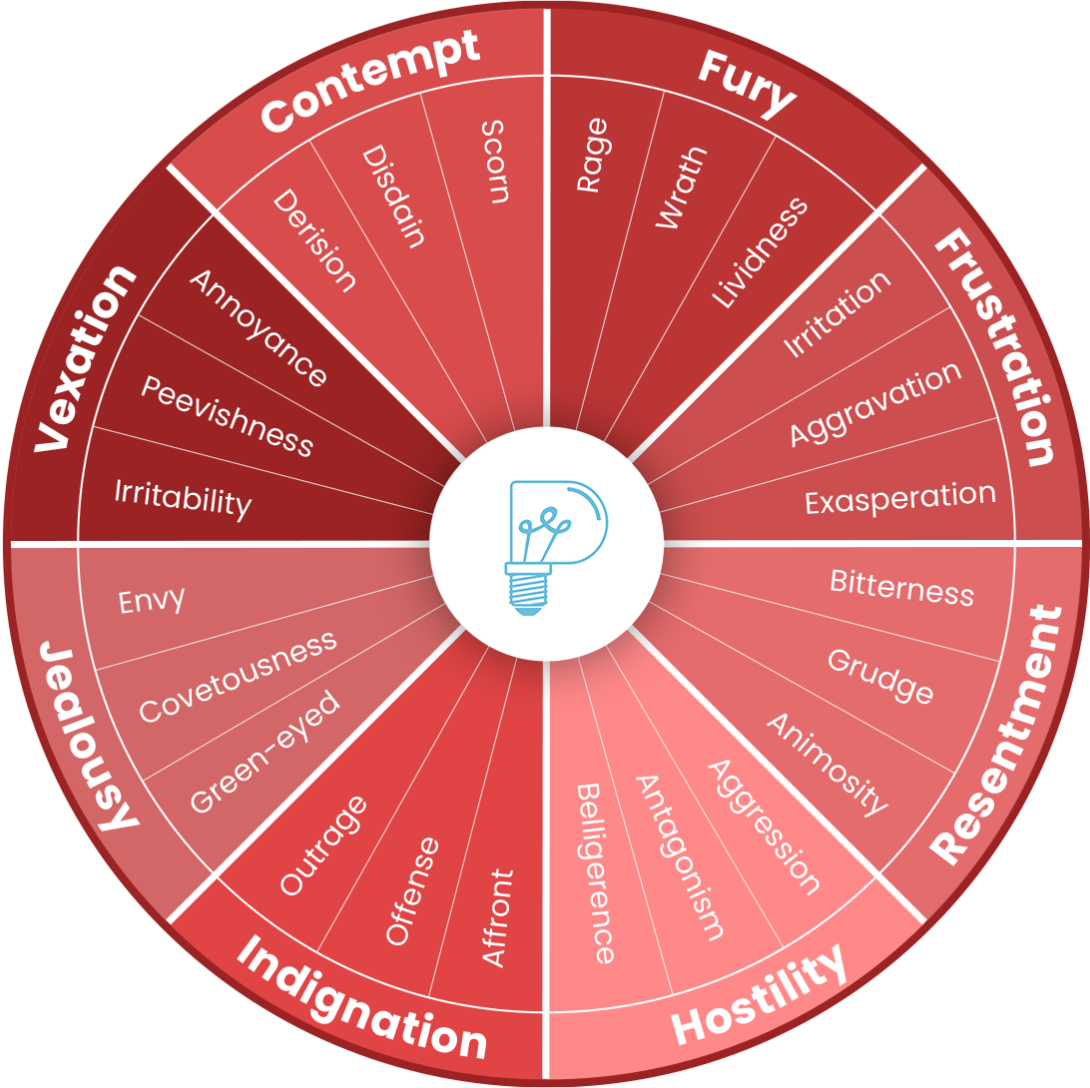 Fury
Rage
Wrath
Lividness
Frustration
Irritation
Aggravation
Exasperation
Resentment
Bitterness
Grudge
Animosity
Hostility
Aggression
Antagonism
Belligerence
Indignation
Affront
Offense
Outrage
Jealousy
Green-eyed
Covetousness
Envy
Vexation
Irritability
Peevishness
Annoyance
Contempt
Derision
Disdain
Scorn